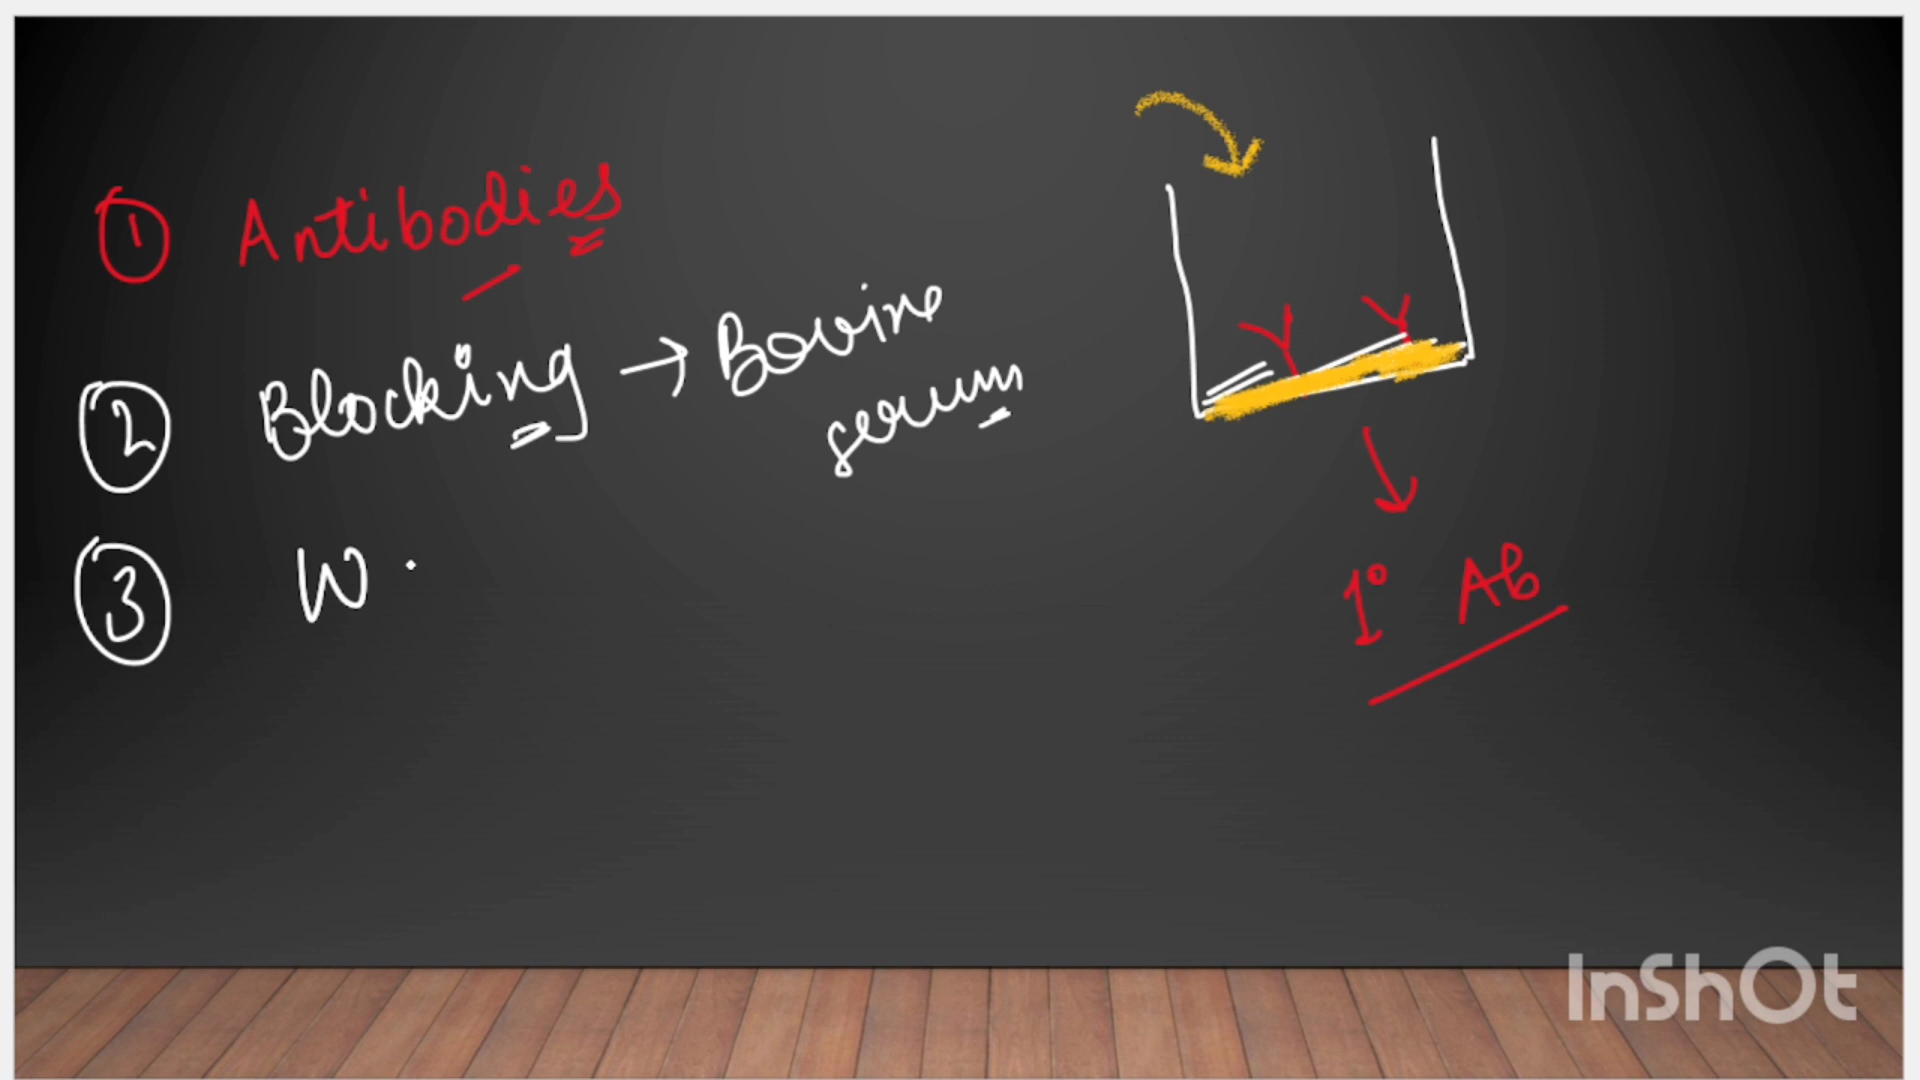 ① Antibodies
② Blocking → Bovine
serum
③ W
1° Ab
InShOt